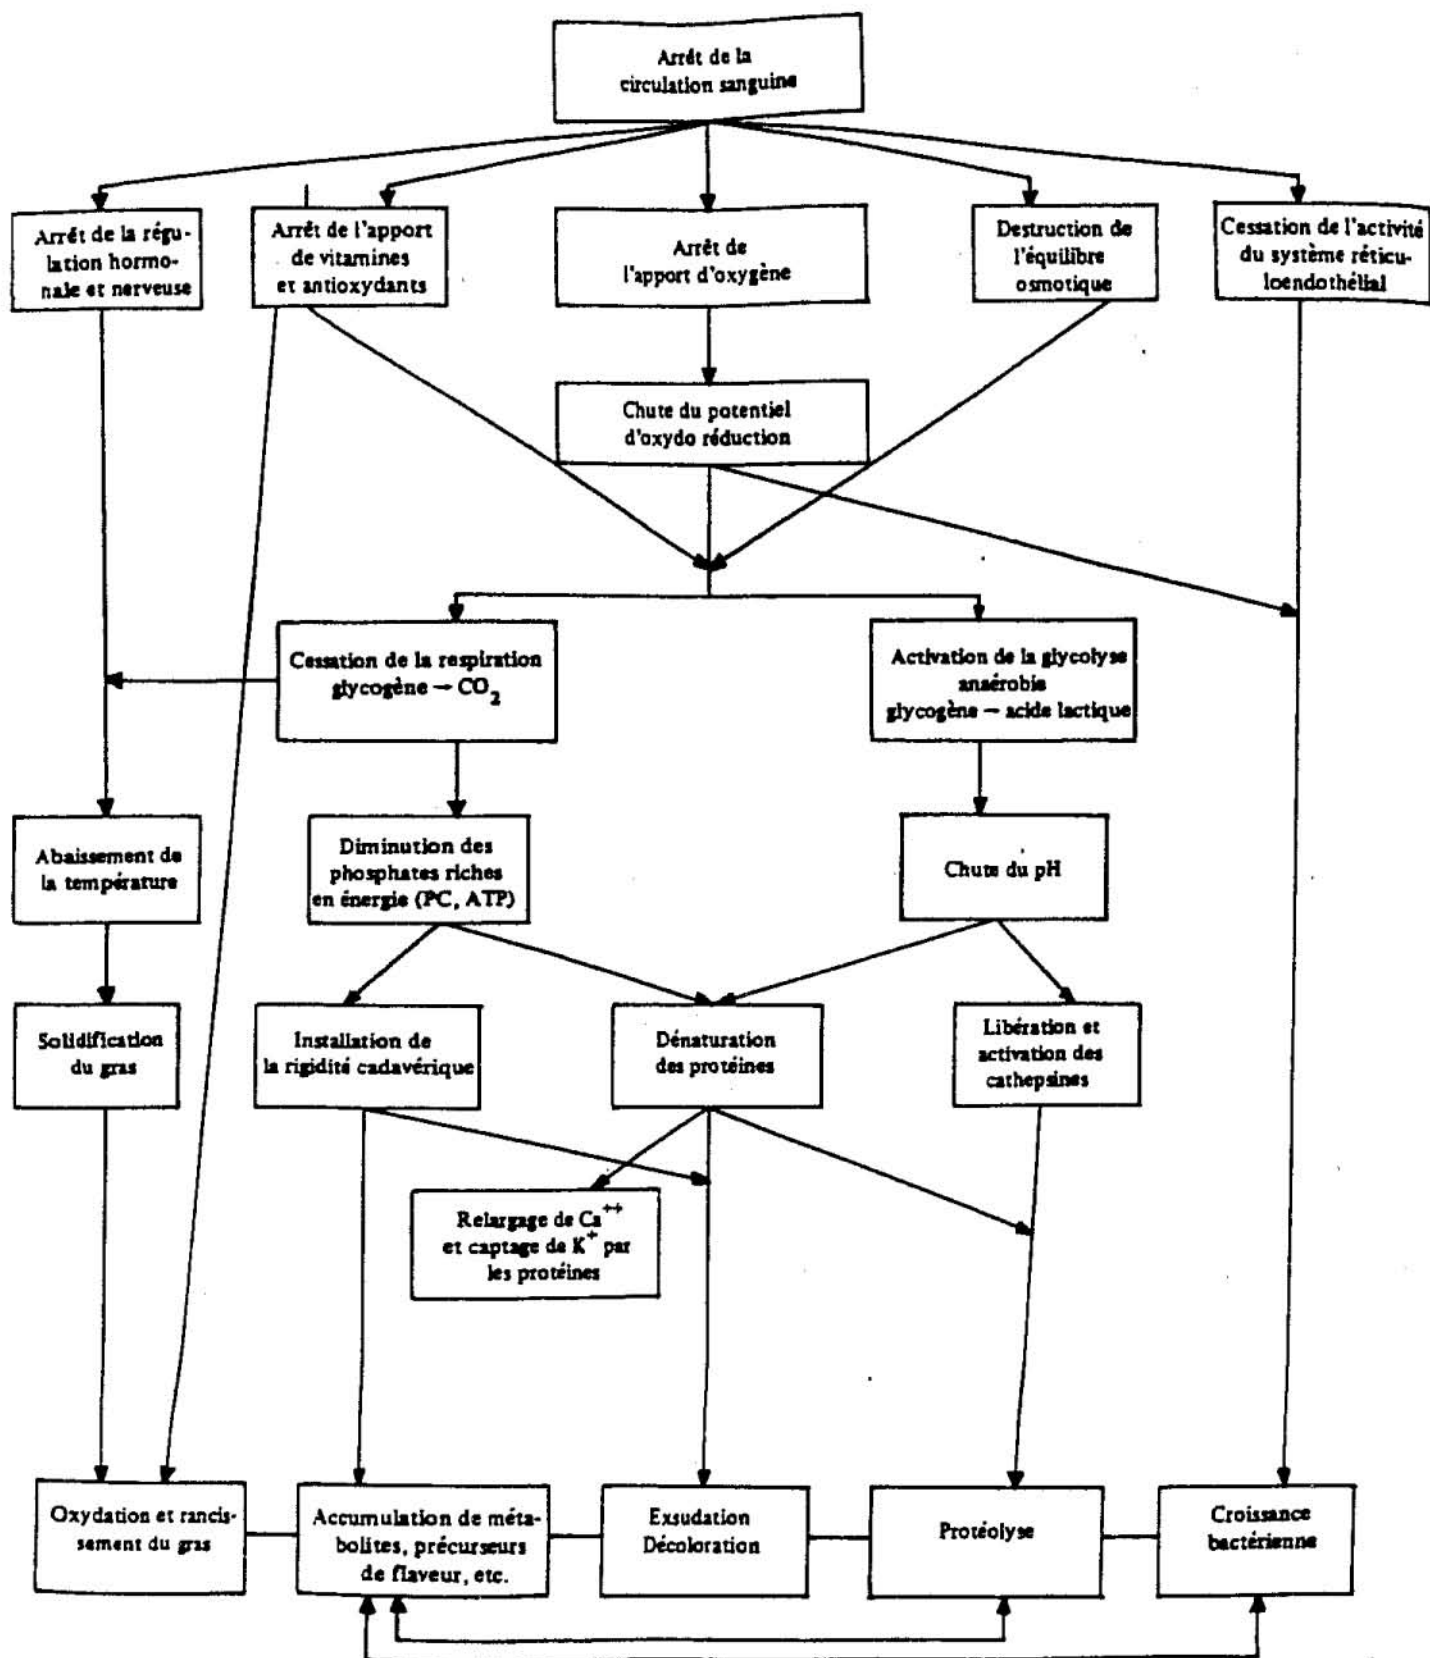 Arrêt de la
circulation sanguine
Arrêt de la régu-
lation hormo-
nale et nerveuse
Arrêt de l'apport
de vitamines
et antioxydants
Arrêt de
l'apport d'oxygène
Destruction de
l'équilibre
osmotique
Cessation de l'activité
du système réticu-
loendothélial
Chute du potentiel
d'oxydo réduction
Cessation de la respiration
glycogène → CO₂
Activation de la glycolyse
anaérobie
glycogène – acide lactique
Abaissement de
la température
Diminution des
phosphates riches
en énergie (PC, ATP)
Chute du pH
Solidification
du gras
Installation de
la rigidité cadavérique
Dénaturation
des protéines
Libération et
activation des
cathepsines
Relargage de Ca⁺⁺
et captage de K⁺ par
les protéines
Oxydation et rancis-
sement du gras
Accumulation de méta-
bolites, précurseurs
de flaveur, etc.
Exsudation
Décoloration
Protéolyse
Croissance
bactérienne